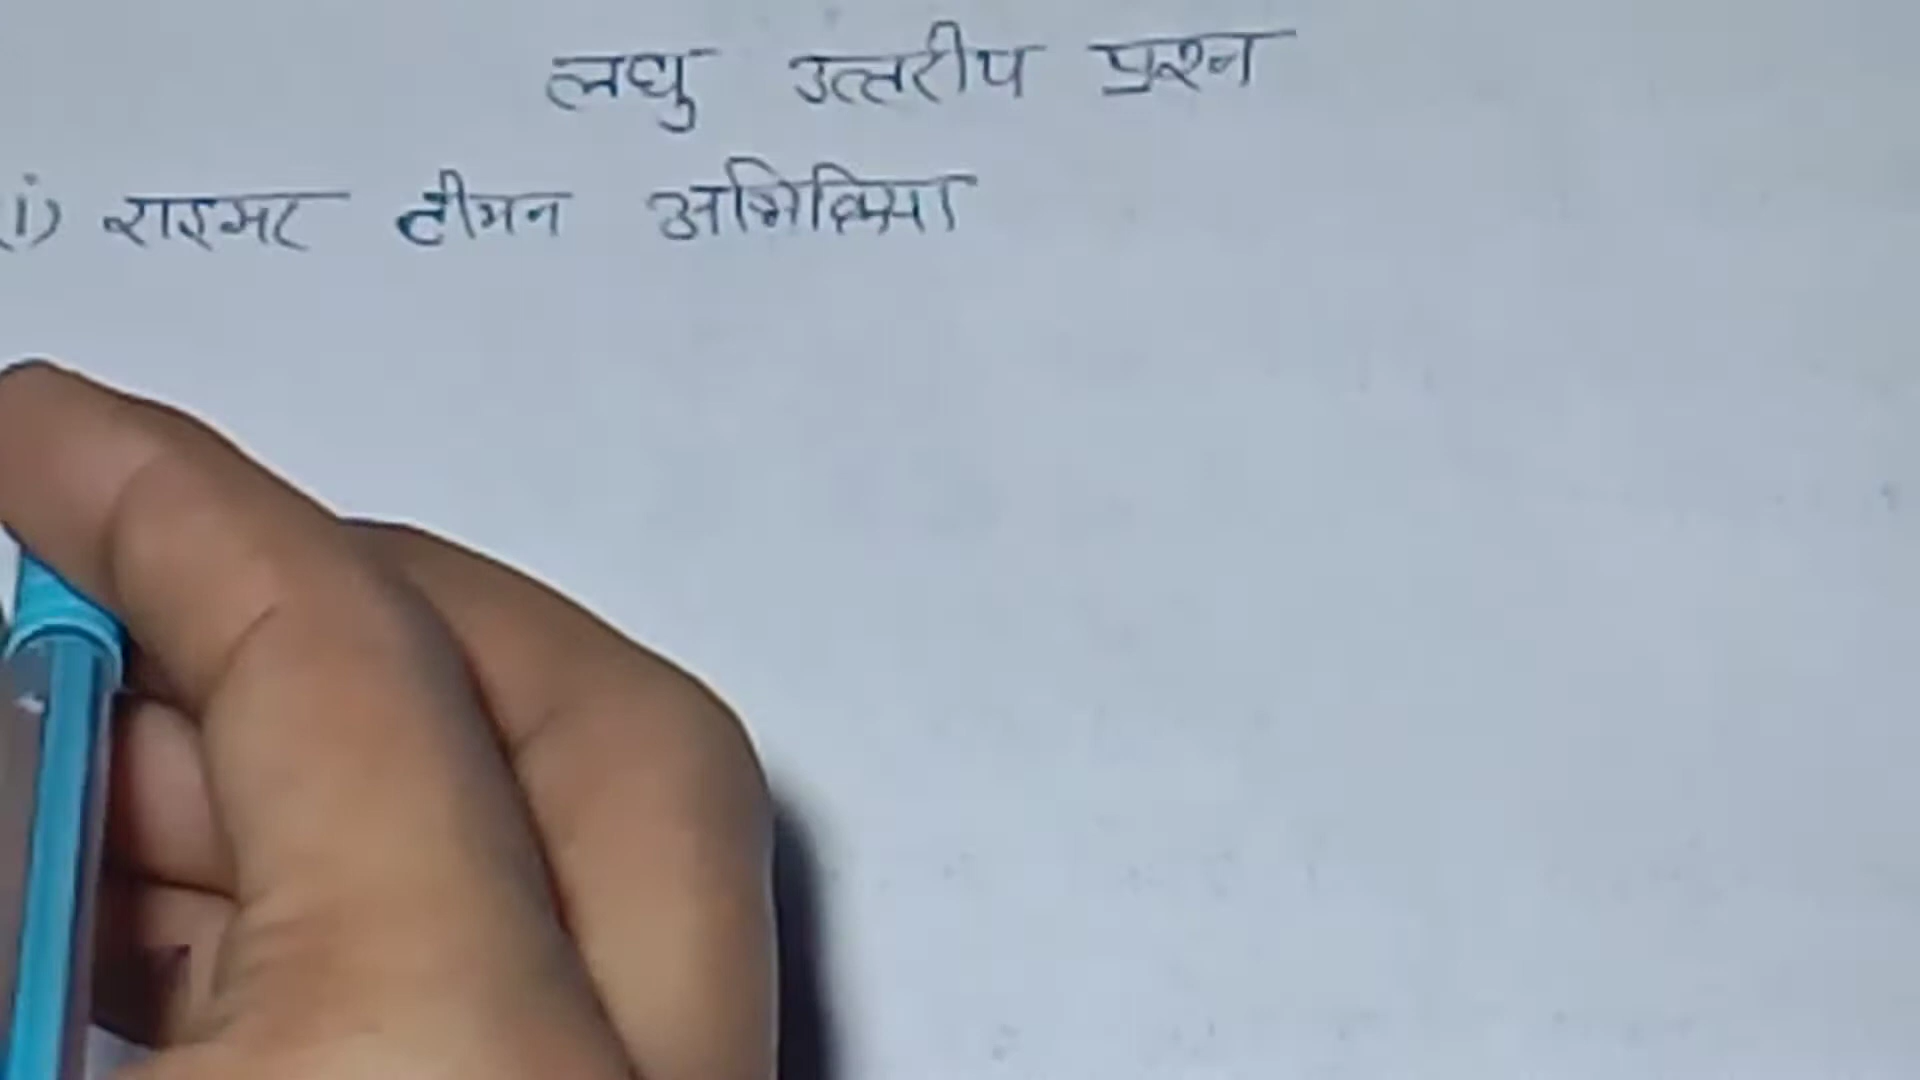 लघु उत्तरीय प्रश्न
(i) राइमर टीमन अभिक्रिया